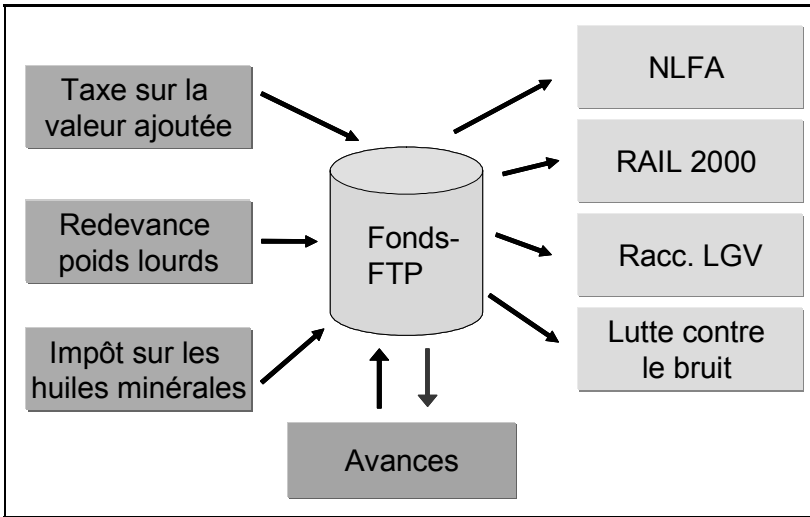 Taxe sur la
valeur ajoutée
Redevance
poids lourds
Impôt sur les
huiles minérales
Fonds-
FTP
Avances
NLFA
RAIL 2000
Racc. LGV
Lutte contre
le bruit